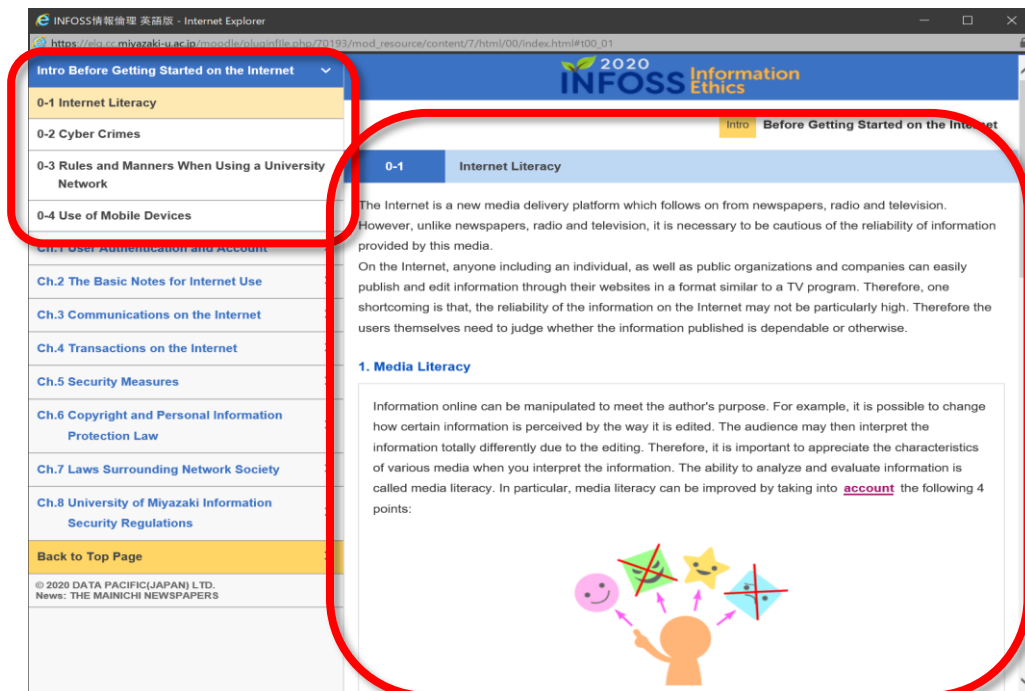 INFOSS情報倫理 英語版 - Internet Explorer
https://elg.cc.miyazaki-u.ac.jp/moodle/pluginfile.php/70193/mod_resource/content/7/html/00/index.html#t00_01
Intro Before Getting Started on the Internet
0-1 Internet Literacy
0-2 Cyber Crimes
0-3 Rules and Manners When Using a University
Network
0-4 Use of Mobile Devices
Ch.1 User Authentication and Account
Ch.2 The Basic Notes for Internet Use
Ch.3 Communications on the Internet
Ch.4 Transactions on the Internet
Ch.5 Security Measures
Ch.6 Copyright and Personal Information
Protection Law
Ch.7 Laws Surrounding Network Society
Ch.8 University of Miyazaki Information
Security Regulations
Back to Top Page
© 2020 DATA PACIFIC(JAPAN) LTD.
News: THE MAINICHI NEWSPAPERS
2020
INFOSS Information
Ethics
Intro Before Getting Started on the Internet
0-1 Internet Literacy
The Internet is a new media delivery platform which follows on from newspapers, radio and television.
However, unlike newspapers, radio and television, it is necessary to be cautious of the reliability of information
provided by this media.
On the Internet, anyone including an individual, as well as public organizations and companies can easily
publish and edit information through their websites in a format similar to a TV program. Therefore, one
shortcoming is that, the reliability of the information on the Internet may not be particularly high. Therefore the
users themselves need to judge whether the information published is dependable or otherwise.
1. Media Literacy
Information online can be manipulated to meet the author's purpose. For example, it is possible to change
how certain information is perceived by the way it is edited. The audience may then interpret the
information totally differently due to the editing. Therefore, it is important to appreciate the characteristics
of various media when you interpret the information. The ability to analyze and evaluate information is
called media literacy. In particular, media literacy can be improved by taking into account the following 4
points: